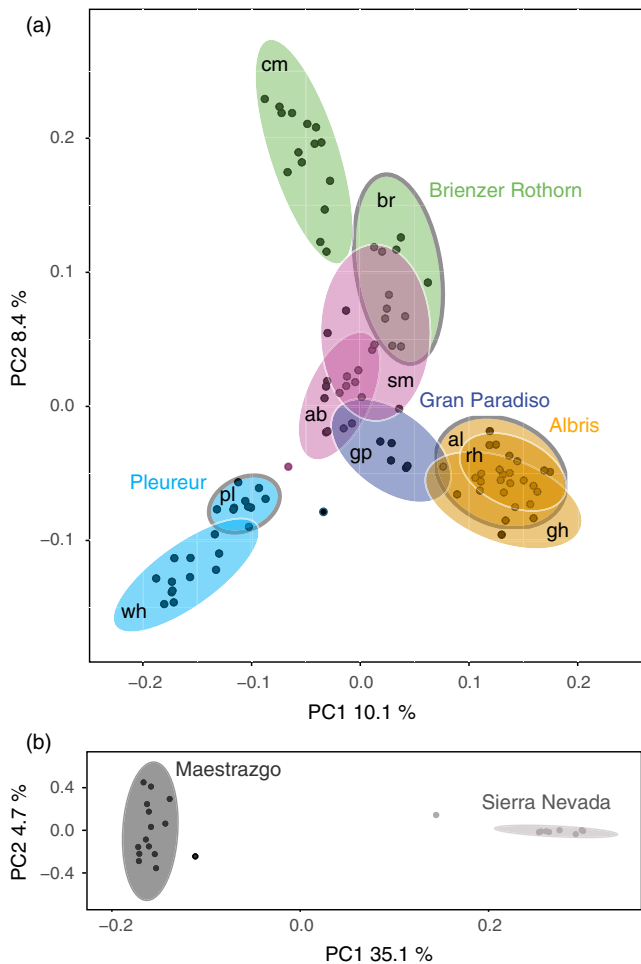 (a)
cm
0.2
br
Brienzer Rothorn
0.1
PC2 8.4 %
sm
0.0
ab
Gran Paradiso
gp
al
Albris
rh
Pleureur
pl
gh
−0.1
wh
−0.2
−0.1
0.0
0.1
0.2
PC1 10.1 %
(b)
Maestrazgo
0.4
Sierra Nevada
PC2 4.7 %
0.0
−0.4
−0.2
0.0
0.2
PC1 35.1 %